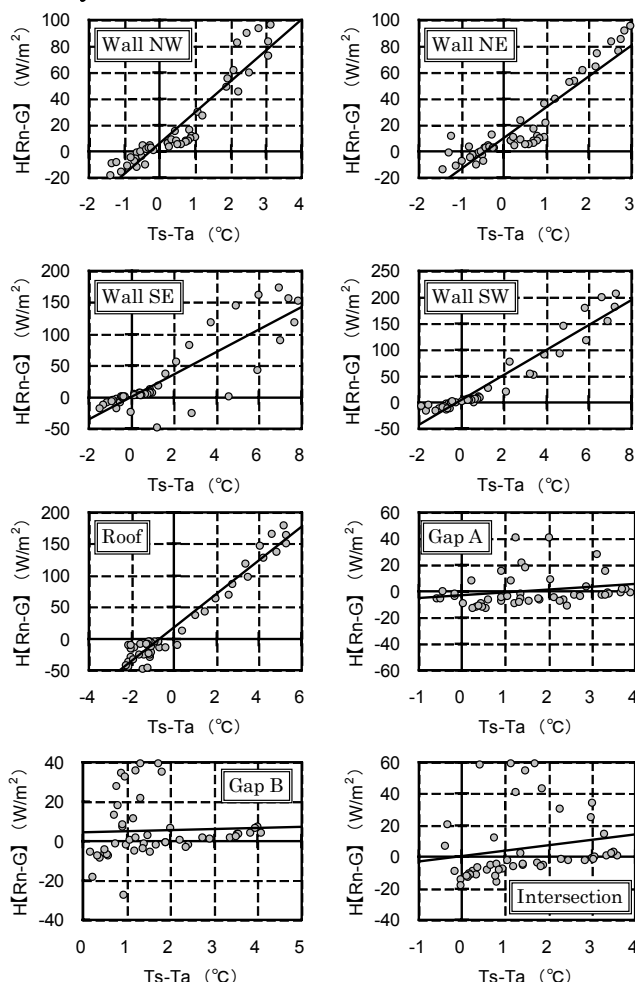 H【Rn-G】 (W/m²)
100
80
60
40
20
0
-20
Wall NW
-2 -1 0 1 2 3 4
Ts-Ta (℃)
H【Rn-G】 (W/m²)
100
80
60
40
20
0
-20
Wall NE
-2 -1 0 1 2 3
Ts-Ta (℃)
H【Rn-G】 (W/m²)
200
150
100
50
0
-50
Wall SE
-2 0 2 4 6 8
Ts-Ta (℃)
H【Rn-G】 (W/m²)
250
200
150
100
50
0
-50
Wall SW
-2 0 2 4 6 8
Ts-Ta (℃)
H【Rn-G】 (W/m²)
200
150
100
50
0
-50
Roof
-4 -2 0 2 4 6
Ts-Ta (℃)
H【Rn-G】 (W/m²)
60
40
20
0
-20
-40
-60
Gap A
-1 0 1 2 3 4
Ts-Ta (℃)
H【Rn-G】 (W/m²)
40
20
0
-20
-40
Gap B
0 1 2 3 4 5
Ts-Ta (℃)
H【Rn-G】 (W/m²)
60
40
20
0
-20
-40
Intersection
-1 0 1 2 3 4
Ts-Ta (℃)